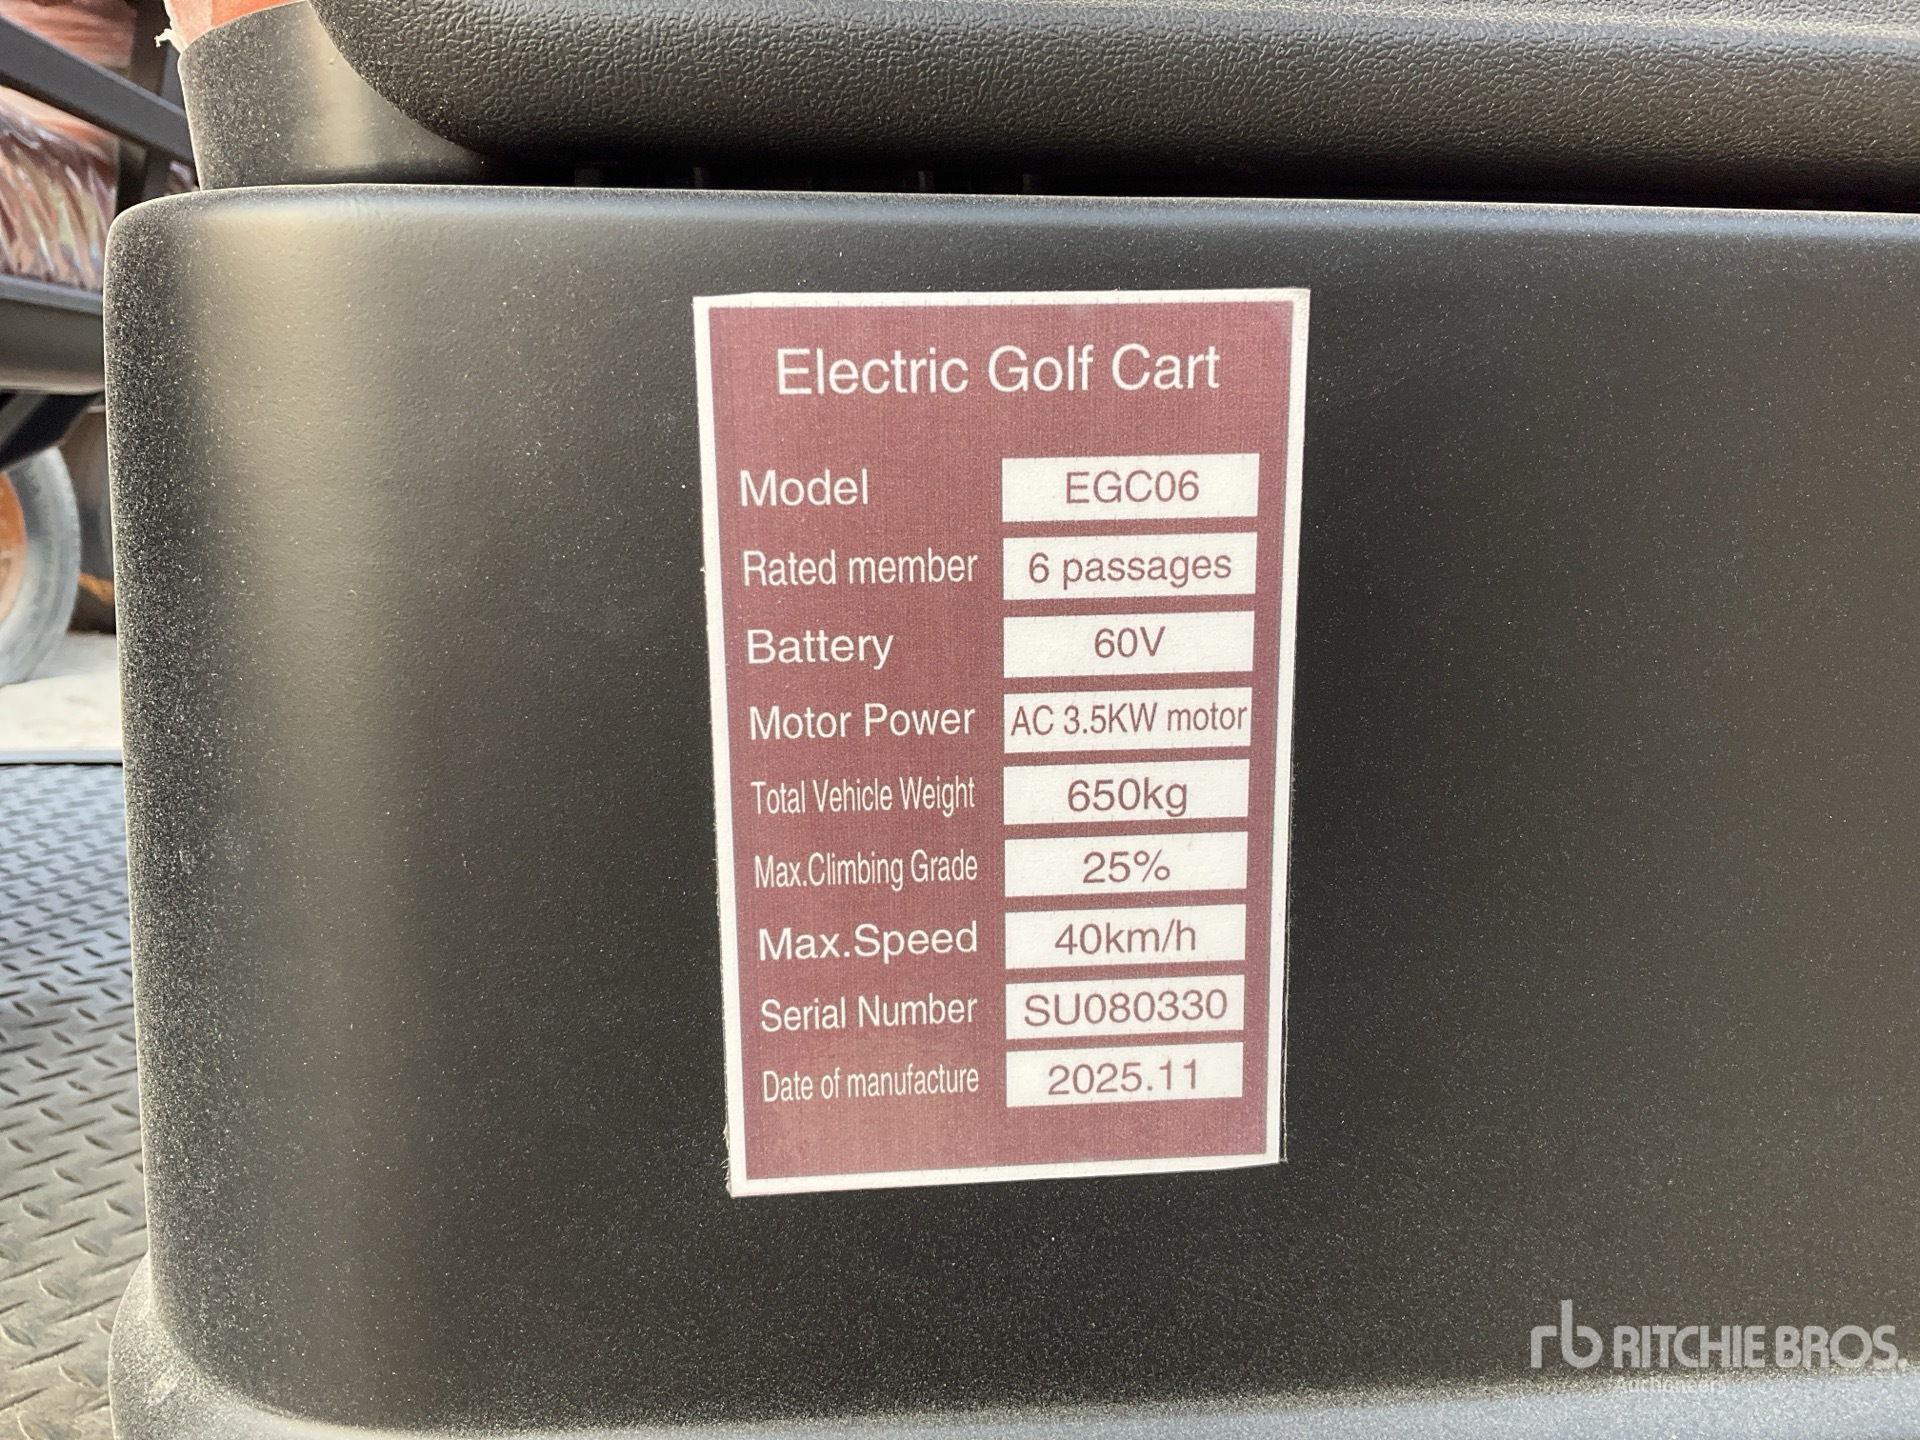 Electric Golf Cart
Model EGC06
Rated member 6 passages
Battery 60V
Motor Power AC 3.5KW motor
Total Vehicle Weight 650kg
Max.Climbing Grade 25%
Max.Speed 40km/h
Serial Number SU080330
Date of manufacture 2025.11
rb RITCHIE BROS.
Auctioneers